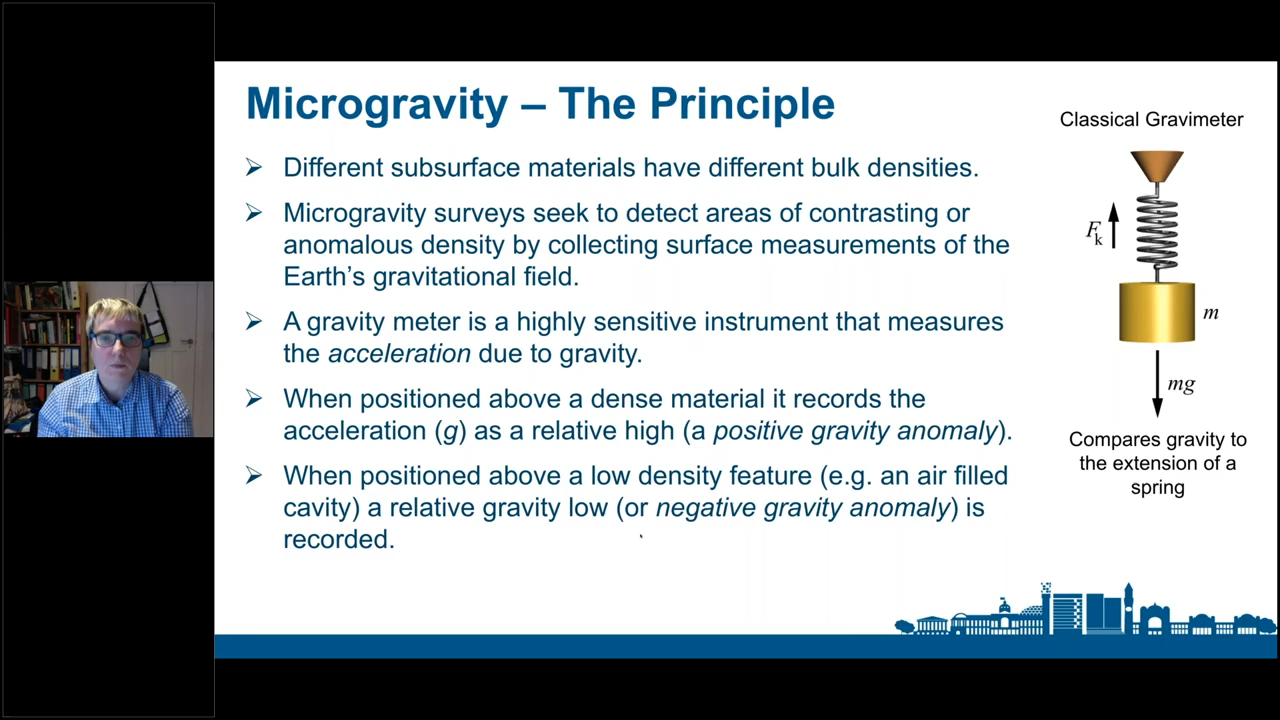 Microgravity – The Principle
➢ Different subsurface materials have different bulk densities.
➢ Microgravity surveys seek to detect areas of contrasting or
anomalous density by collecting surface measurements of the
Earth’s gravitational field.
➢ A gravity meter is a highly sensitive instrument that measures
the acceleration due to gravity.
➢ When positioned above a dense material it records the
acceleration (g) as a relative high (a positive gravity anomaly).
➢ When positioned above a low density feature (e.g. an air filled
cavity) a relative gravity low (or negative gravity anomaly) is
recorded.
Classical Gravimeter
Fk
m
mg
Compares gravity to
the extension of a
spring